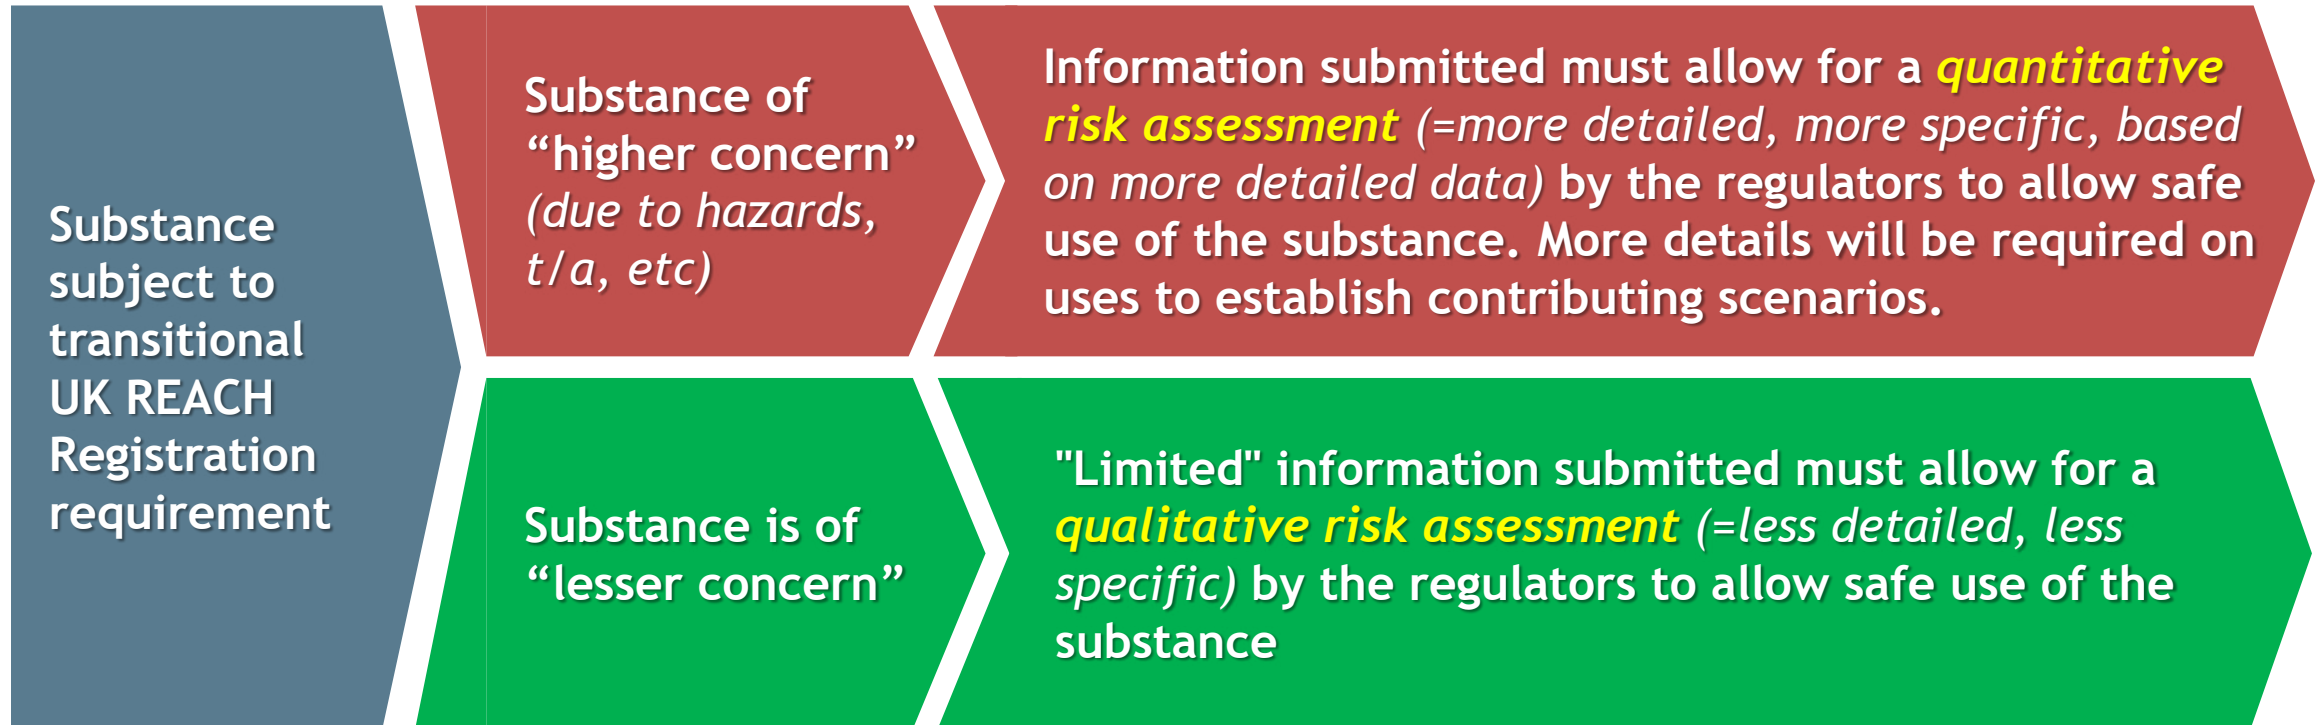 Substance
subject to
transitional
UK REACH
Registration
requirement
Substance of
“higher concern”
(due to hazards,
t/a, etc)
Information submitted must allow for a quantitative
risk assessment (=more detailed, more specific, based
on more detailed data) by the regulators to allow safe
use of the substance. More details will be required on
uses to establish contributing scenarios.
Substance is of
“lesser concern”
"Limited" information submitted must allow for a
qualitative risk assessment (=less detailed, less
specific) by the regulators to allow safe use of the
substance